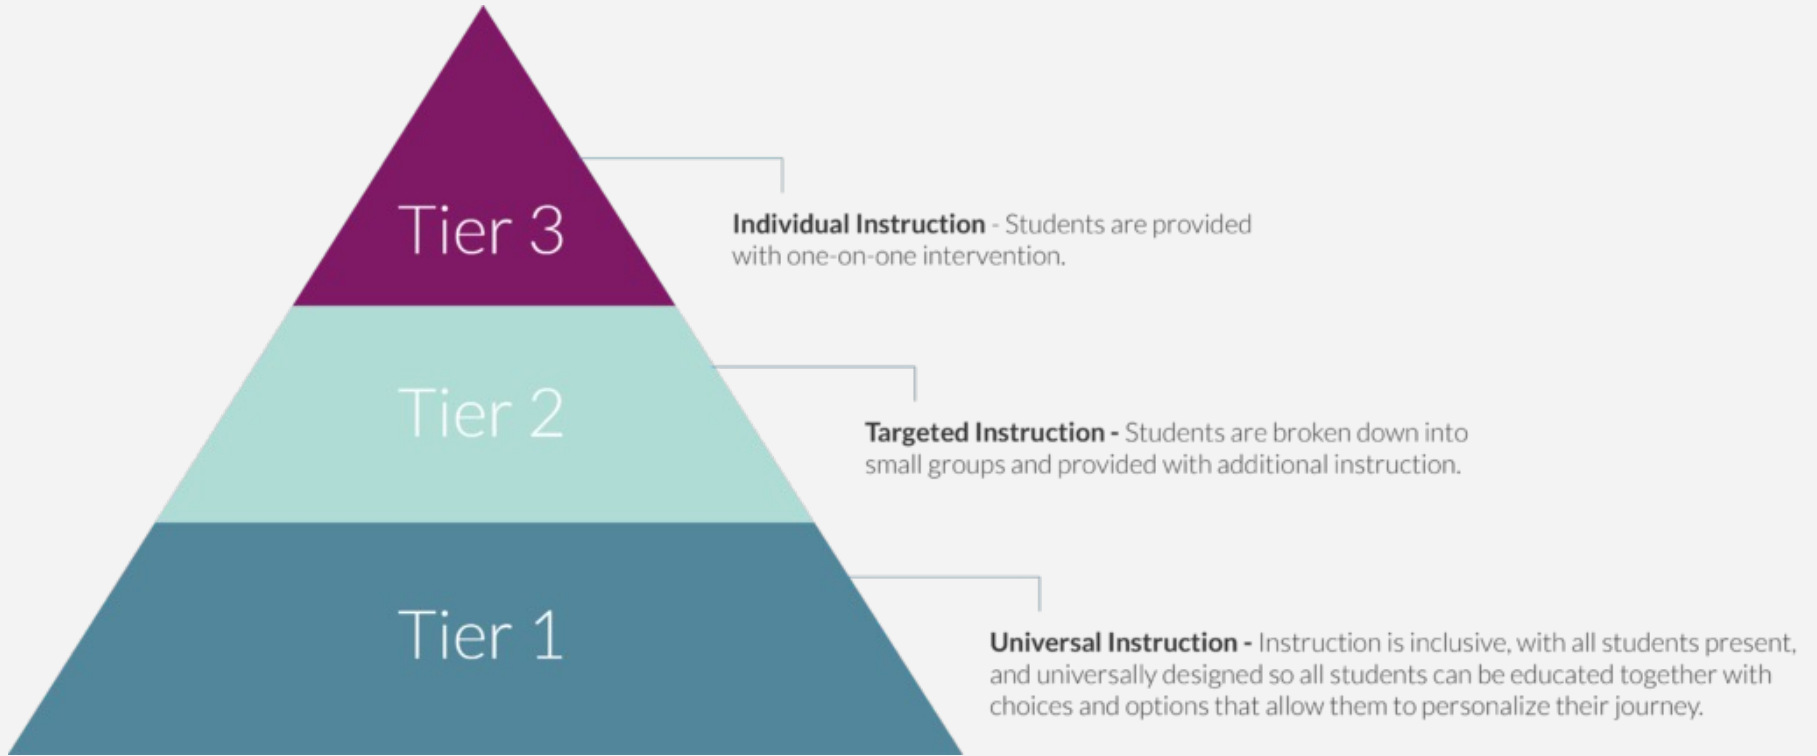 Tier 3
Individual Instruction - Students are provided
with one-on-one intervention.
Tier 2
Targeted Instruction - Students are broken down into
small groups and provided with additional instruction.
Tier 1
Universal Instruction - Instruction is inclusive, with all students present,
and universally designed so all students can be educated together with
choices and options that allow them to personalize their journey.